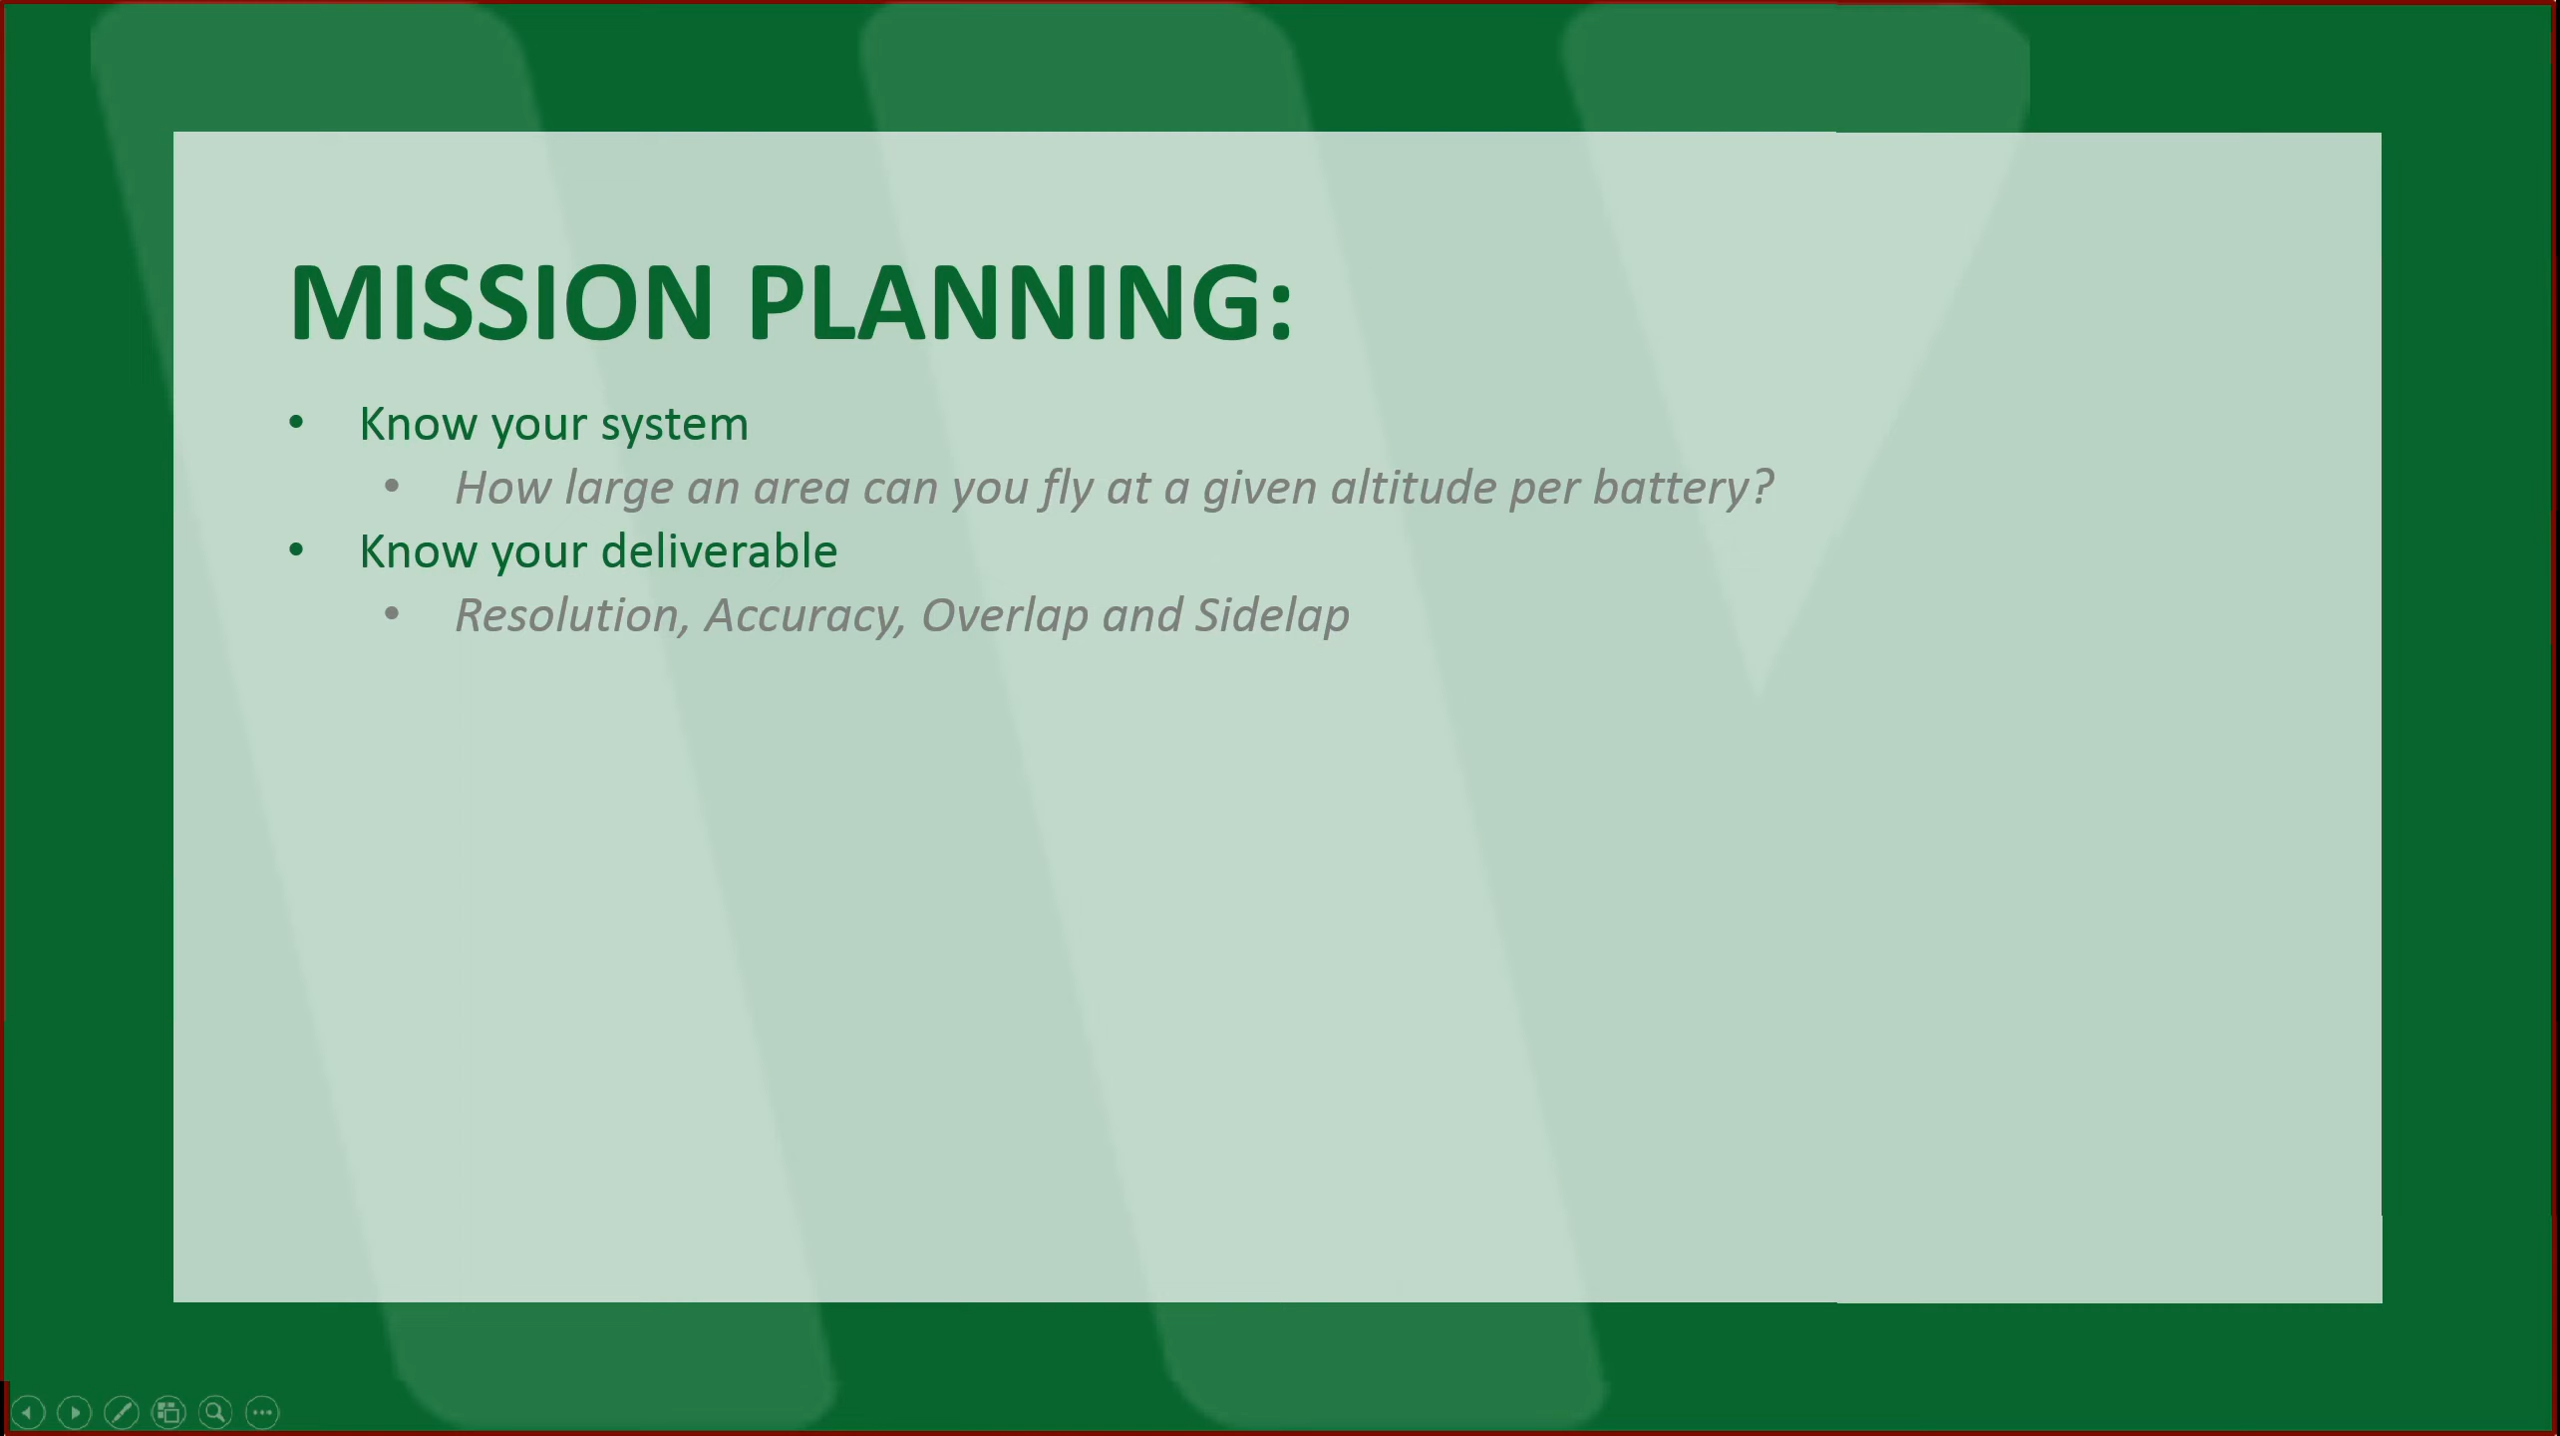 MISSION PLANNING:
• Know your system
• How large an area can you fly at a given altitude per battery?
• Know your deliverable
• Resolution, Accuracy, Overlap and Sidelap